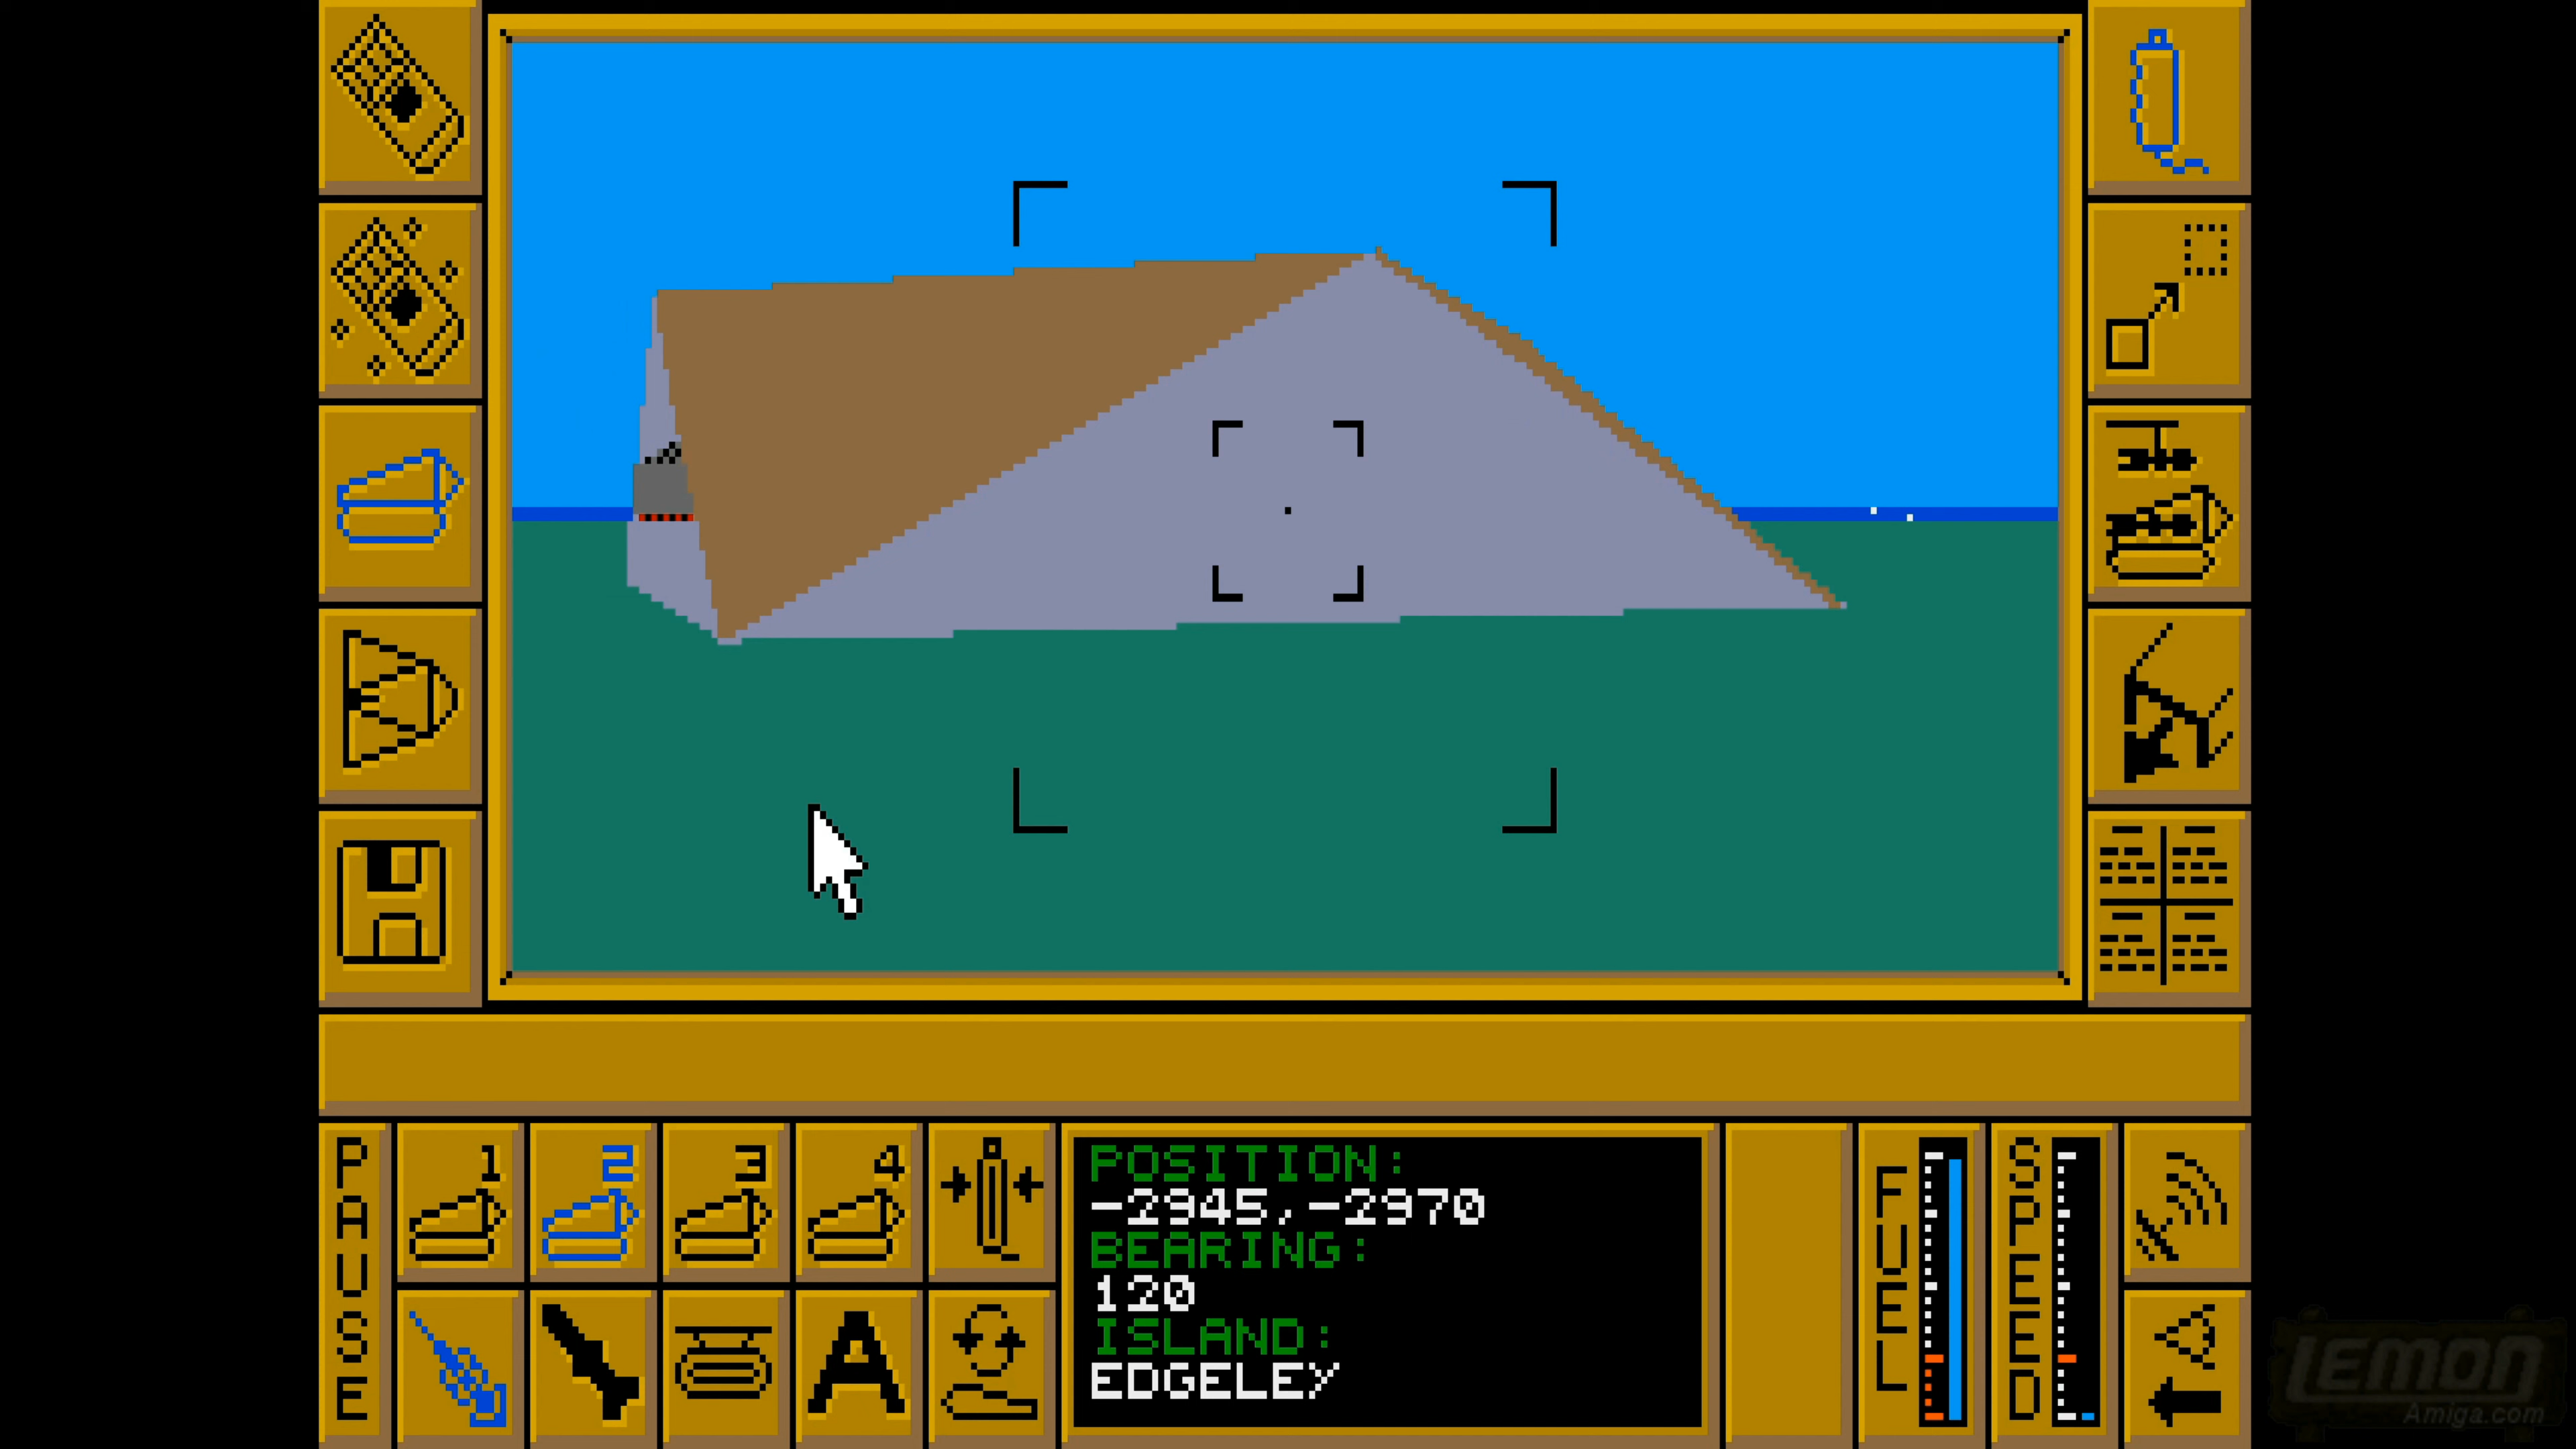 PAUSE
1
2
3
4
A
POSITION:
-2945,-2970
BEARING:
120
ISLAND:
EDGELEY
FUEL
SPEED
LEMON
Amiga.com